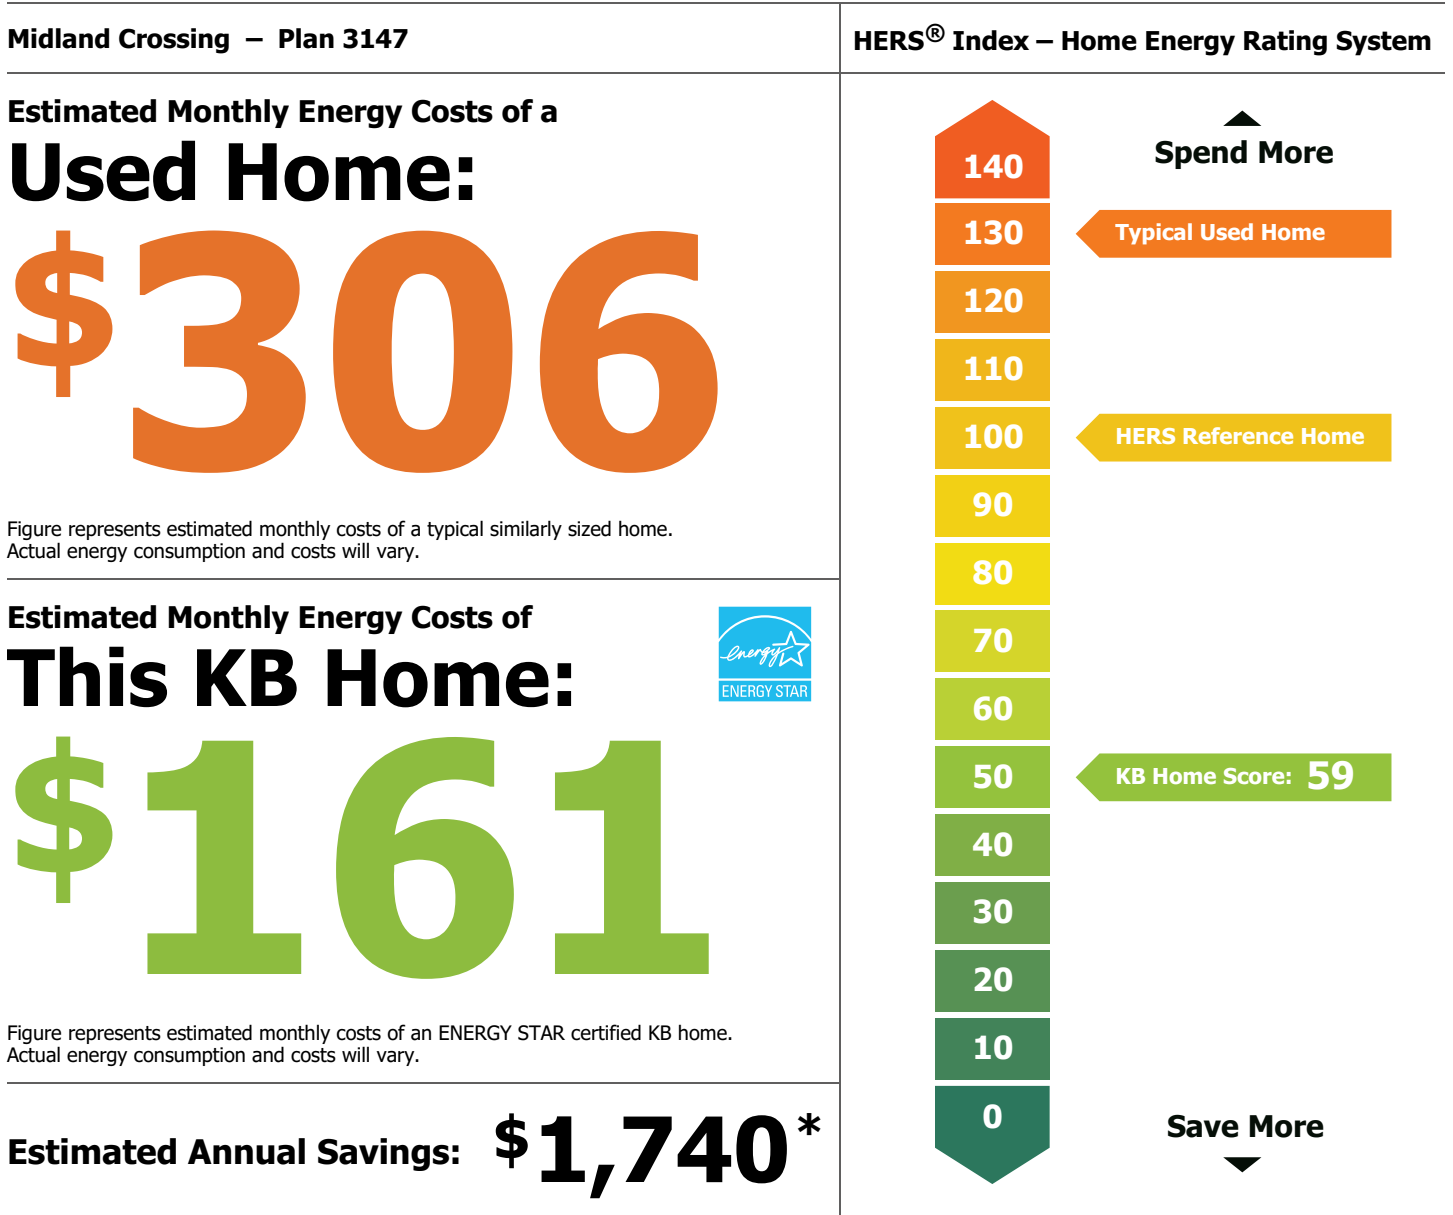 Midland Crossing – Plan 3147
Estimated Monthly Energy Costs of a
Used Home:
$306
Figure represents estimated monthly costs of a typical similarly sized home.
Actual energy consumption and costs will vary.
Estimated Monthly Energy Costs of
This KB Home:
energy
ENERGY STAR
$161
Figure represents estimated monthly costs of an ENERGY STAR certified KB home.
Actual energy consumption and costs will vary.
Estimated Annual Savings: $1,740*
HERS® Index – Home Energy Rating System
Spend More
140
130 Typical Used Home
120
110
100 HERS Reference Home
90
80
70
60
50 KB Home Score: 59
40
30
20
10
0
Save More